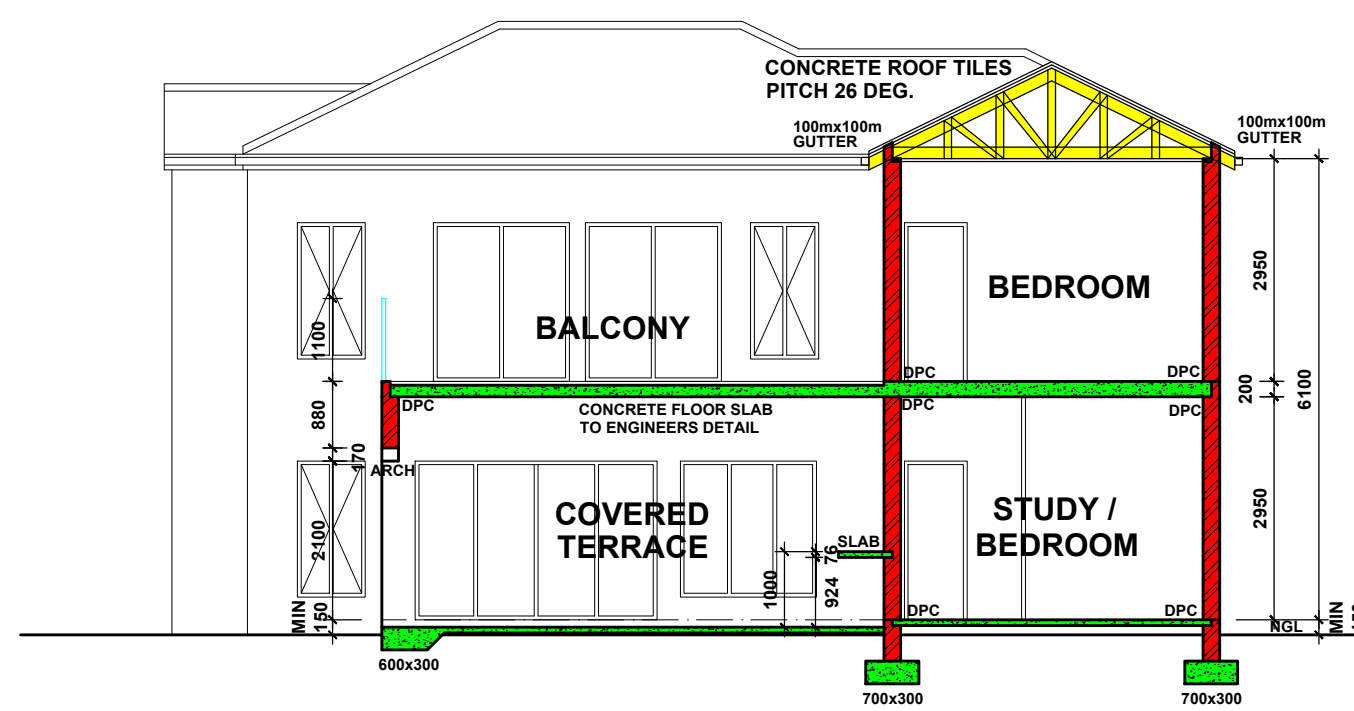 CONCRETE ROOF TILES
PITCH 26 DEG.
100mx100m
GUTTER
100mx100m
GUTTER
BEDROOM
BALCONY
2950
6100
1100
DPC
DPC
200
880
DPC
CONCRETE FLOOR SLAB
TO ENGINEERS DETAIL
DPC
DPC
170
ARCH
COVERED
TERRACE
STUDY /
BEDROOM
2950
2100
SLAB
76
1000
924
MIN
150
DPC
DPC
NGL
MIN
600x300
700x300
700x300